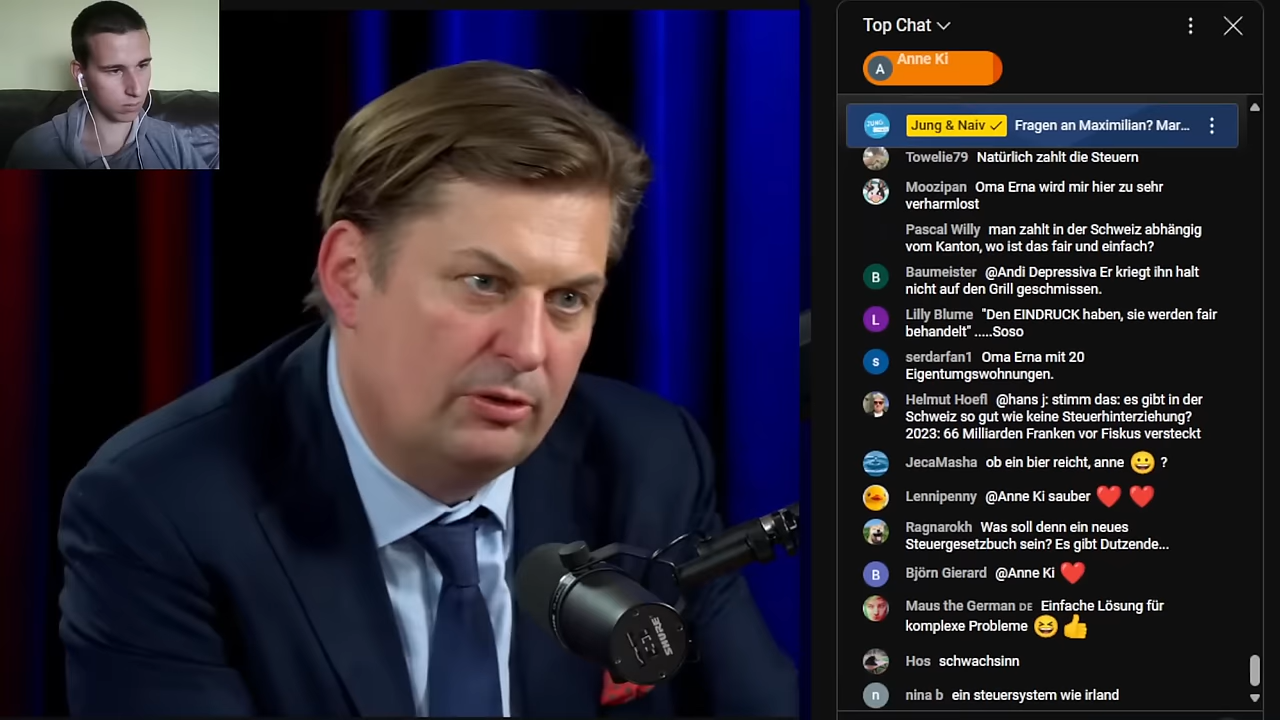 Top Chat
A Anne Ki
JUNG Jung & Naiv Fragen an Maximilian? Mar...
Towelie79 Natürlich zahlt die Steuern
Moozipan Oma Erna wird mir hier zu sehr
verharmlost
Pascal Willy man zahlt in der Schweiz abhängig
vom Kanton, wo ist das fair und einfach?
B Baumeister @Andi Depressiva Er kriegt ihn halt
nicht auf den Grill geschmissen.
L Lilly Blume "Den EINDRUCK haben, sie werden fair
behandelt" .....Soso
s serdarfan1 Oma Erna mit 20
Eigentumgswohnungen.
Helmut Hoefl @hans j: stimm das: es gibt in der
Schweiz so gut wie keine Steuerhinterziehung?
2023: 66 Milliarden Franken vor Fiskus versteckt
JecaMasha ob ein bier reicht, anne 😀 ?
Lennipenny @Anne Ki sauber ❤️ ❤️
Ragnarokh Was soll denn ein neues
Steuergesetzbuch sein? Es gibt Dutzende...
B Björn Gierard @Anne Ki ❤️
Maus the German DE Einfache Lösung für
komplexe Probleme 😆 👍
Hos schwachsinn
n nina b ein steuersystem wie irland
SHURE